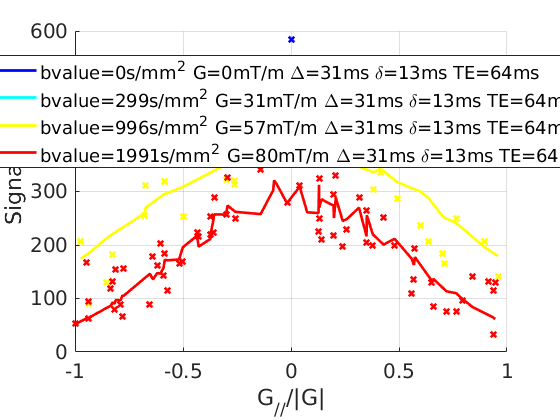 600
bvalue=0s/mm² G=0mT/m Δ=31ms δ=13ms TE=64ms
bvalue=299s/mm² G=31mT/m Δ=31ms δ=13ms TE=64m
bvalue=996s/mm² G=57mT/m Δ=31ms δ=13ms TE=64m
bvalue=1991s/mm² G=80mT/m Δ=31ms δ=13ms TE=64
Signa
300
200
100
0
-1 -0.5 0 0.5 1
G_{//}/|G|